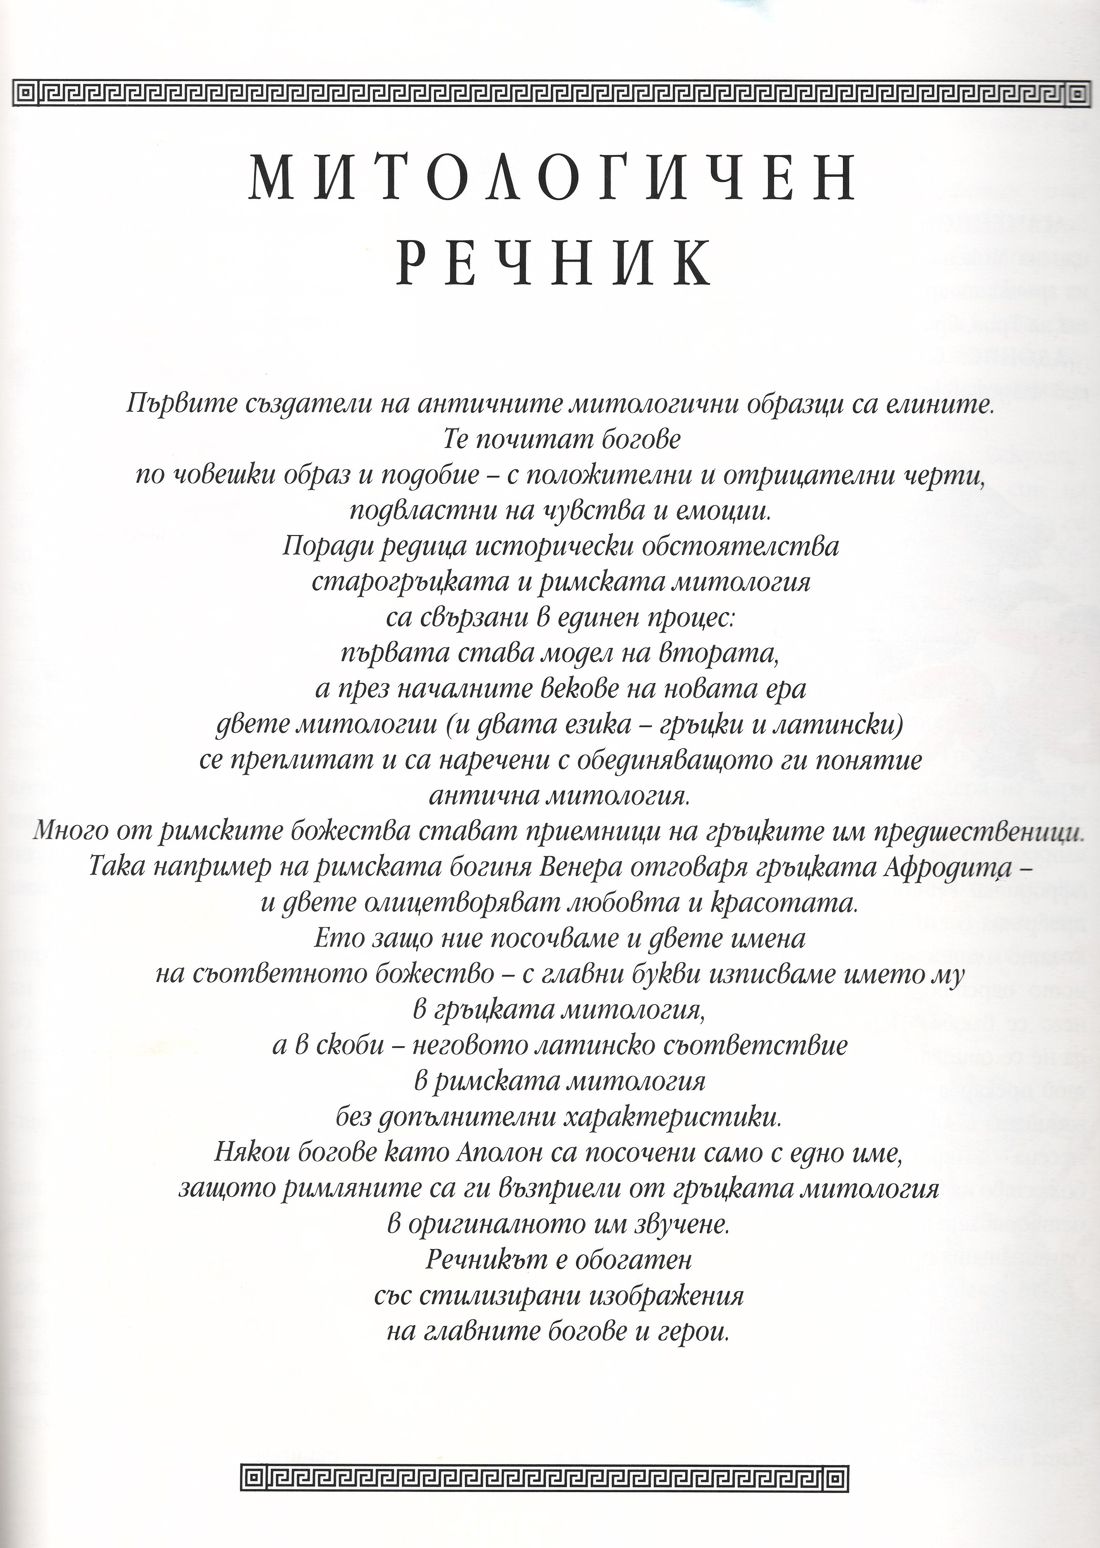 МИТОЛОГИЧЕН
РЕЧНИК
Първите създатели на античните митологични образци са елините.
Те почитат богове
по човешки образ и подобие – с положителни и отрицателни черти,
подвластни на чувства и емоции.
Поради редица исторически обстоятелства
старогръцката и римската митология
са свързани в единен процес:
първата става модел на втората,
а през началните векове на новата ера
двете митологии (и двата езика – гръцки и латински)
се преплитат и са наречени с обединяващото ги понятие
антична митология.
Много от римските божества стават приемници на гръцките им предшественици.
Така например на римската богиня Венера отговаря гръцката Афродита –
и двете олицетворяват любовта и красотата.
Ето защо ние посочваме и двете имена
на съответното божество – с главни букви изписваме името му
в гръцката митология,
а в скоби – неговото латинско съответствие
в римската митология
без допълнителни характеристики.
Някои богове като Аполон са посочени само с едно име,
защото римляните са ги възприели от гръцката митология
в оригиналното им звучене.
Речникът е обогатен
със стилизирани изображения
на главните богове и герои.